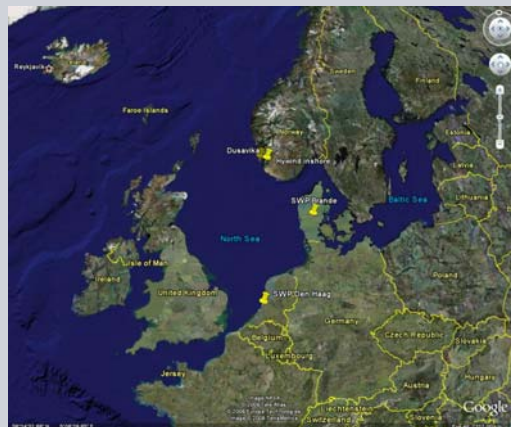 Reykjavik
Sweden
Finland
Faroe Islands
Norway
Dusavika
Hywind inshore
Estonia
Latvia
SWP Brande
Baltic Sea
Lithuania
North Sea
Isle of Man
Ireland
United Kingdom
Poland
SWP Den Haag
Germany
Belgium
Czech Republic
Luxembourg
Slovakia
Jersey
Austria
Hungary
Liechtenstein
Switzerland
Slovenia
Google